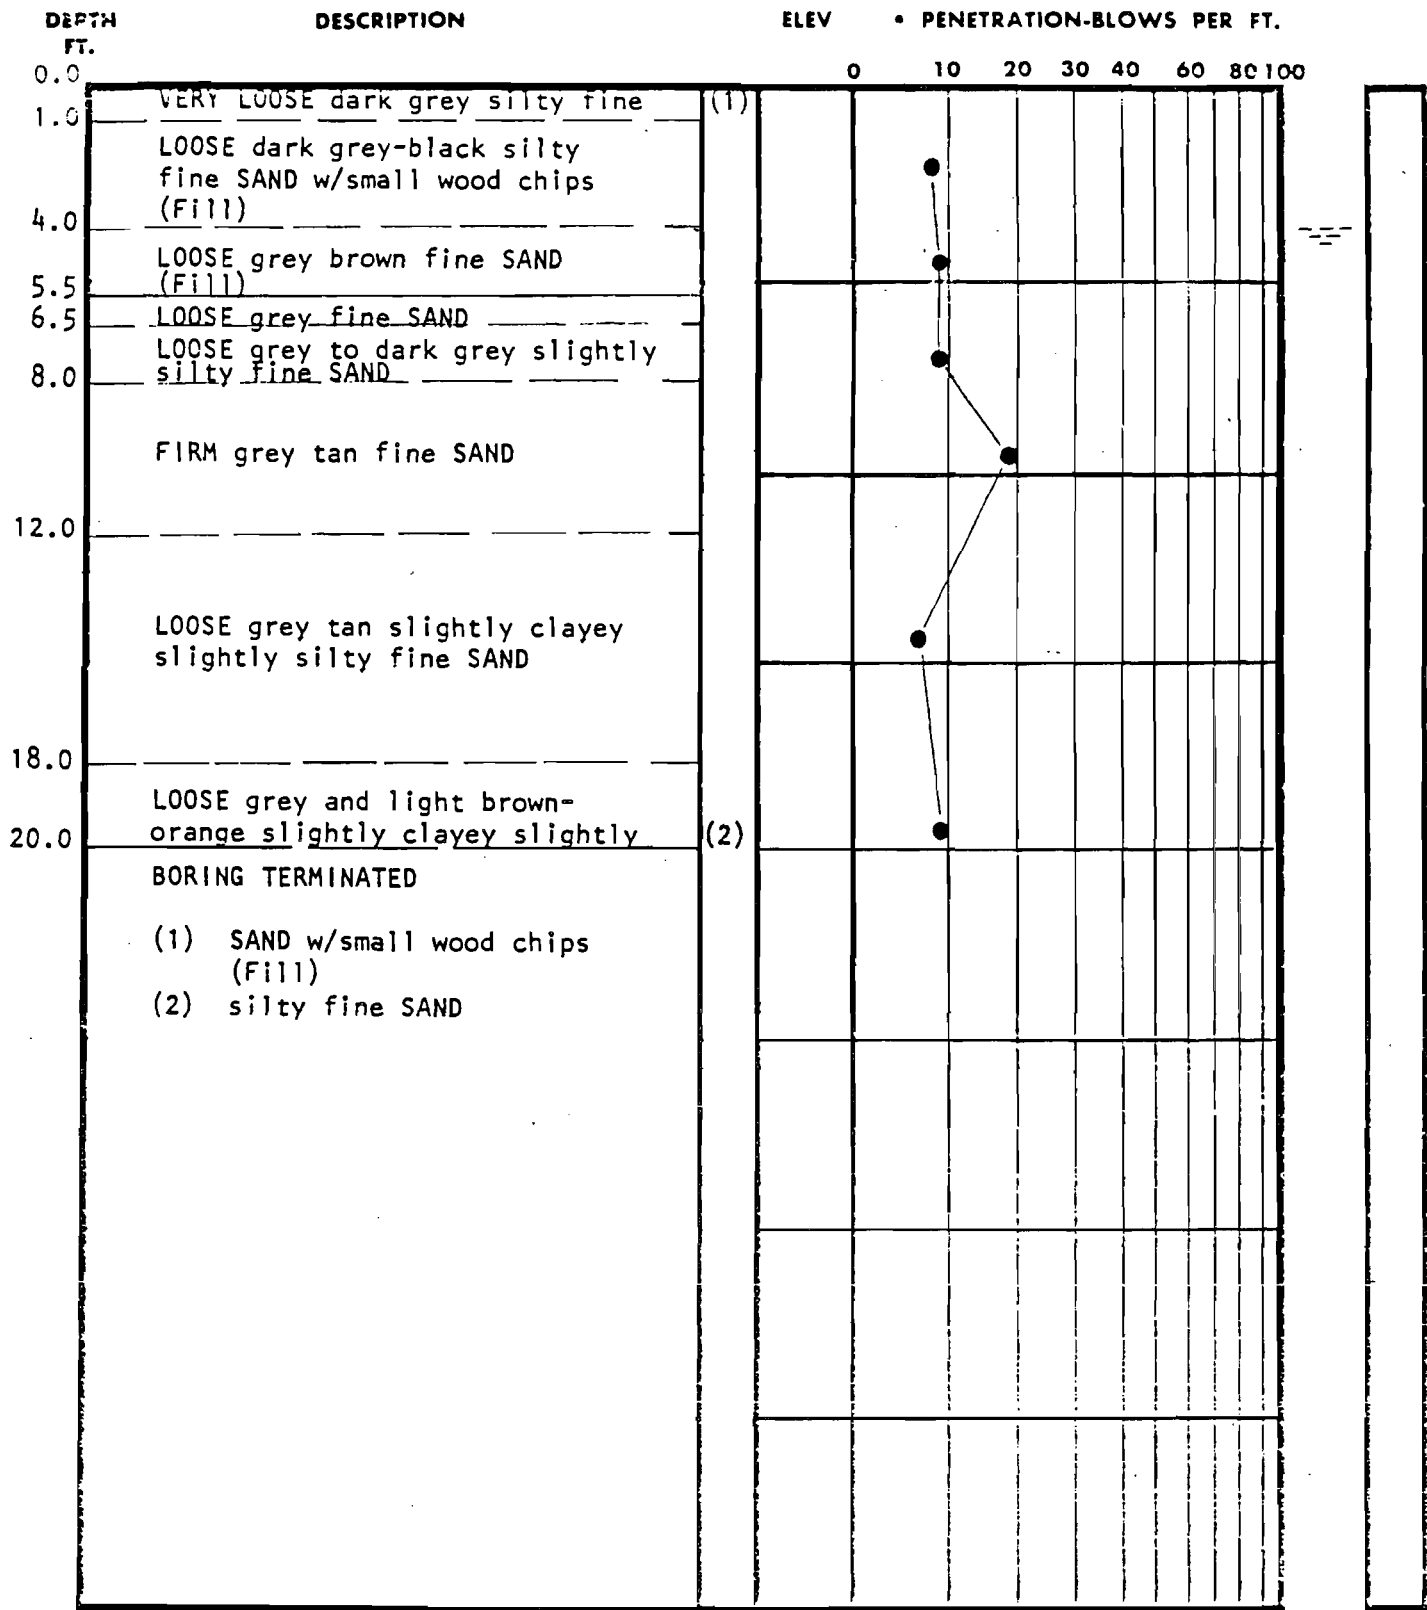 DEPTH FT. DESCRIPTION ELEV • PENETRATION-BLOWS PER FT.
0.0 0 10 20 30 40 60 80 100
VERY LOOSE dark grey silty fine (1)
1.0
LOOSE dark grey-black silty
fine SAND w/small wood chips
(Fill)
4.0
LOOSE grey brown fine SAND
(Fill)
5.5
LOOSE grey fine SAND
6.5
LOOSE grey to dark grey slightly
silty fine SAND
8.0
FIRM grey tan fine SAND
12.0
LOOSE grey tan slightly clayey
slightly silty fine SAND
18.0
LOOSE grey and light brown-
orange slightly clayey slightly (2)
20.0
BORING TERMINATED
(1) SAND w/small wood chips
(Fill)
(2) silty fine SAND